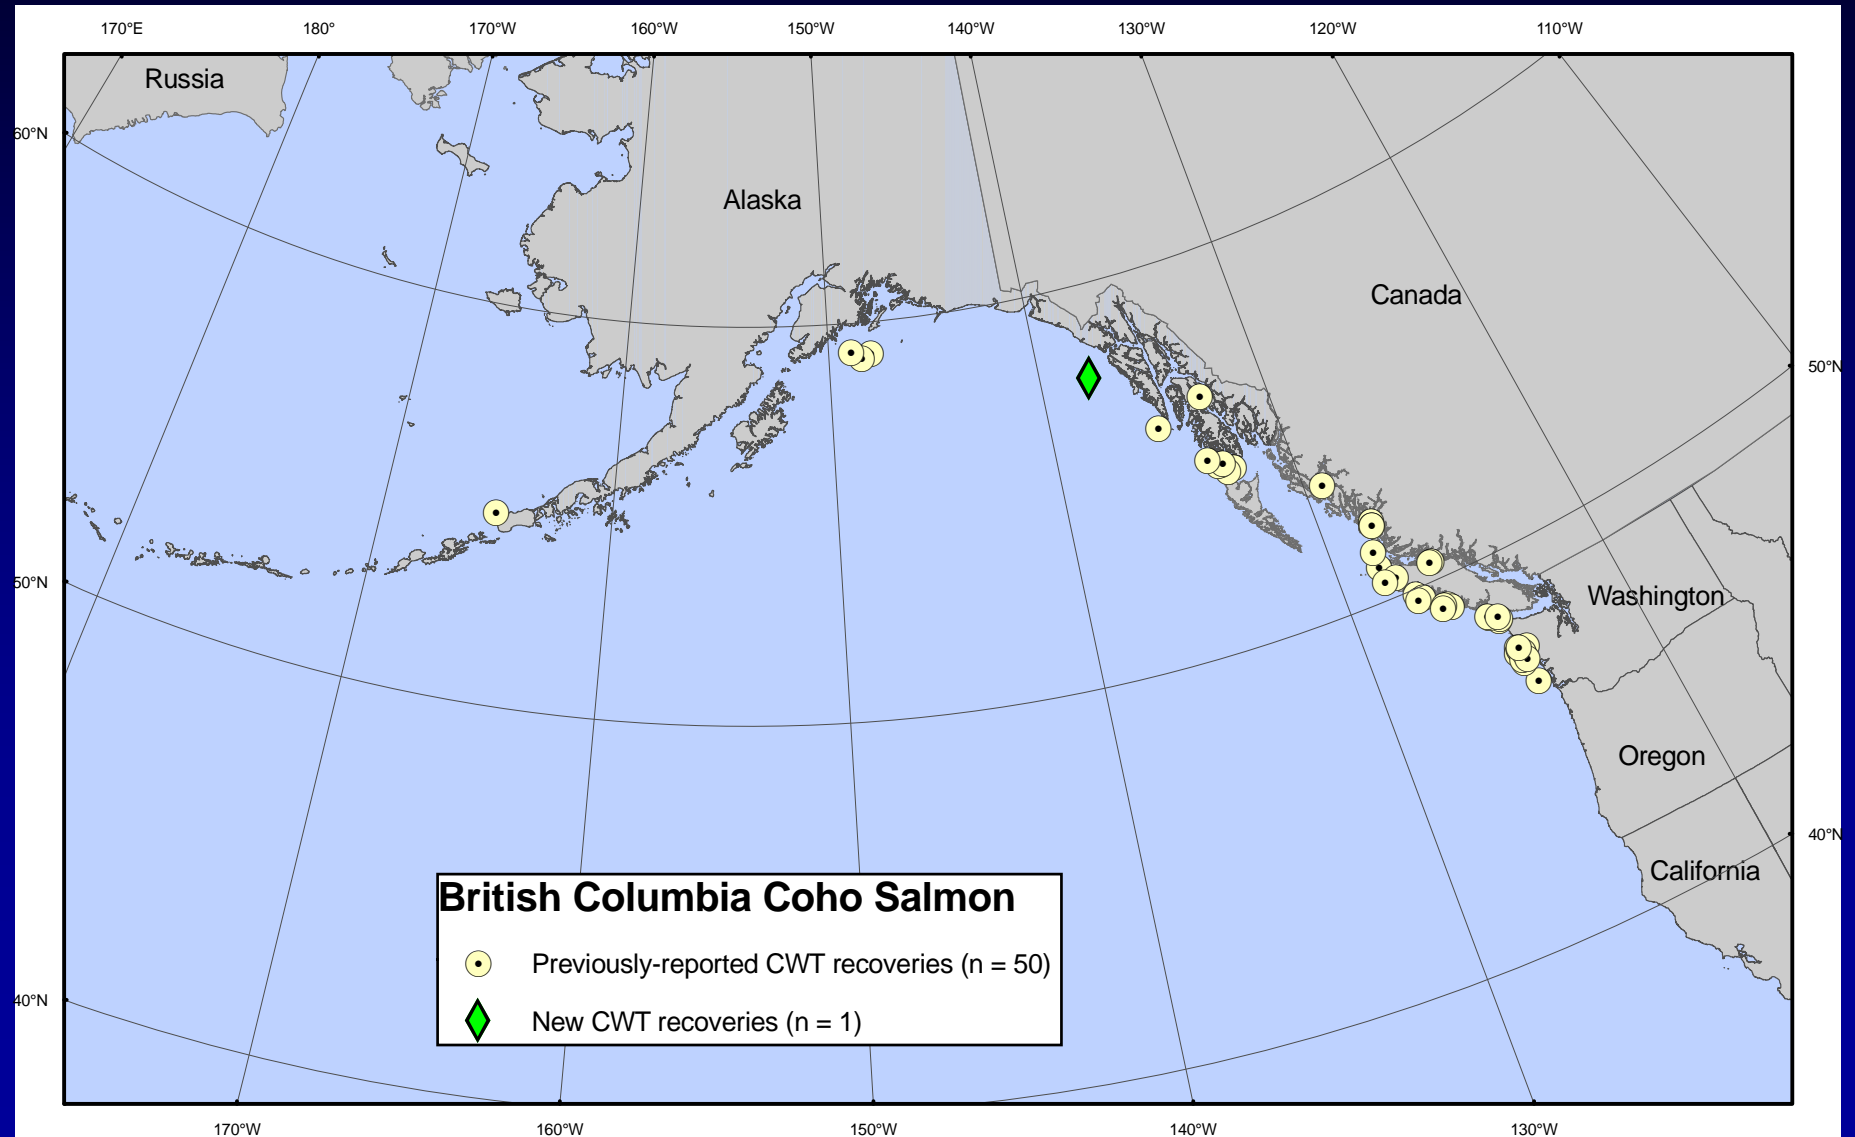 170°E 180° 170°W 160°W 150°W 140°W 130°W 120°W 110°W
Russia
60°N
Alaska
Canada
50°N
50°N
Washington
Oregon
40°N
California
British Columbia Coho Salmon
Previously-reported CWT recoveries (n = 50)
40°N
New CWT recoveries (n = 1)
170°W 160°W 150°W 140°W 130°W